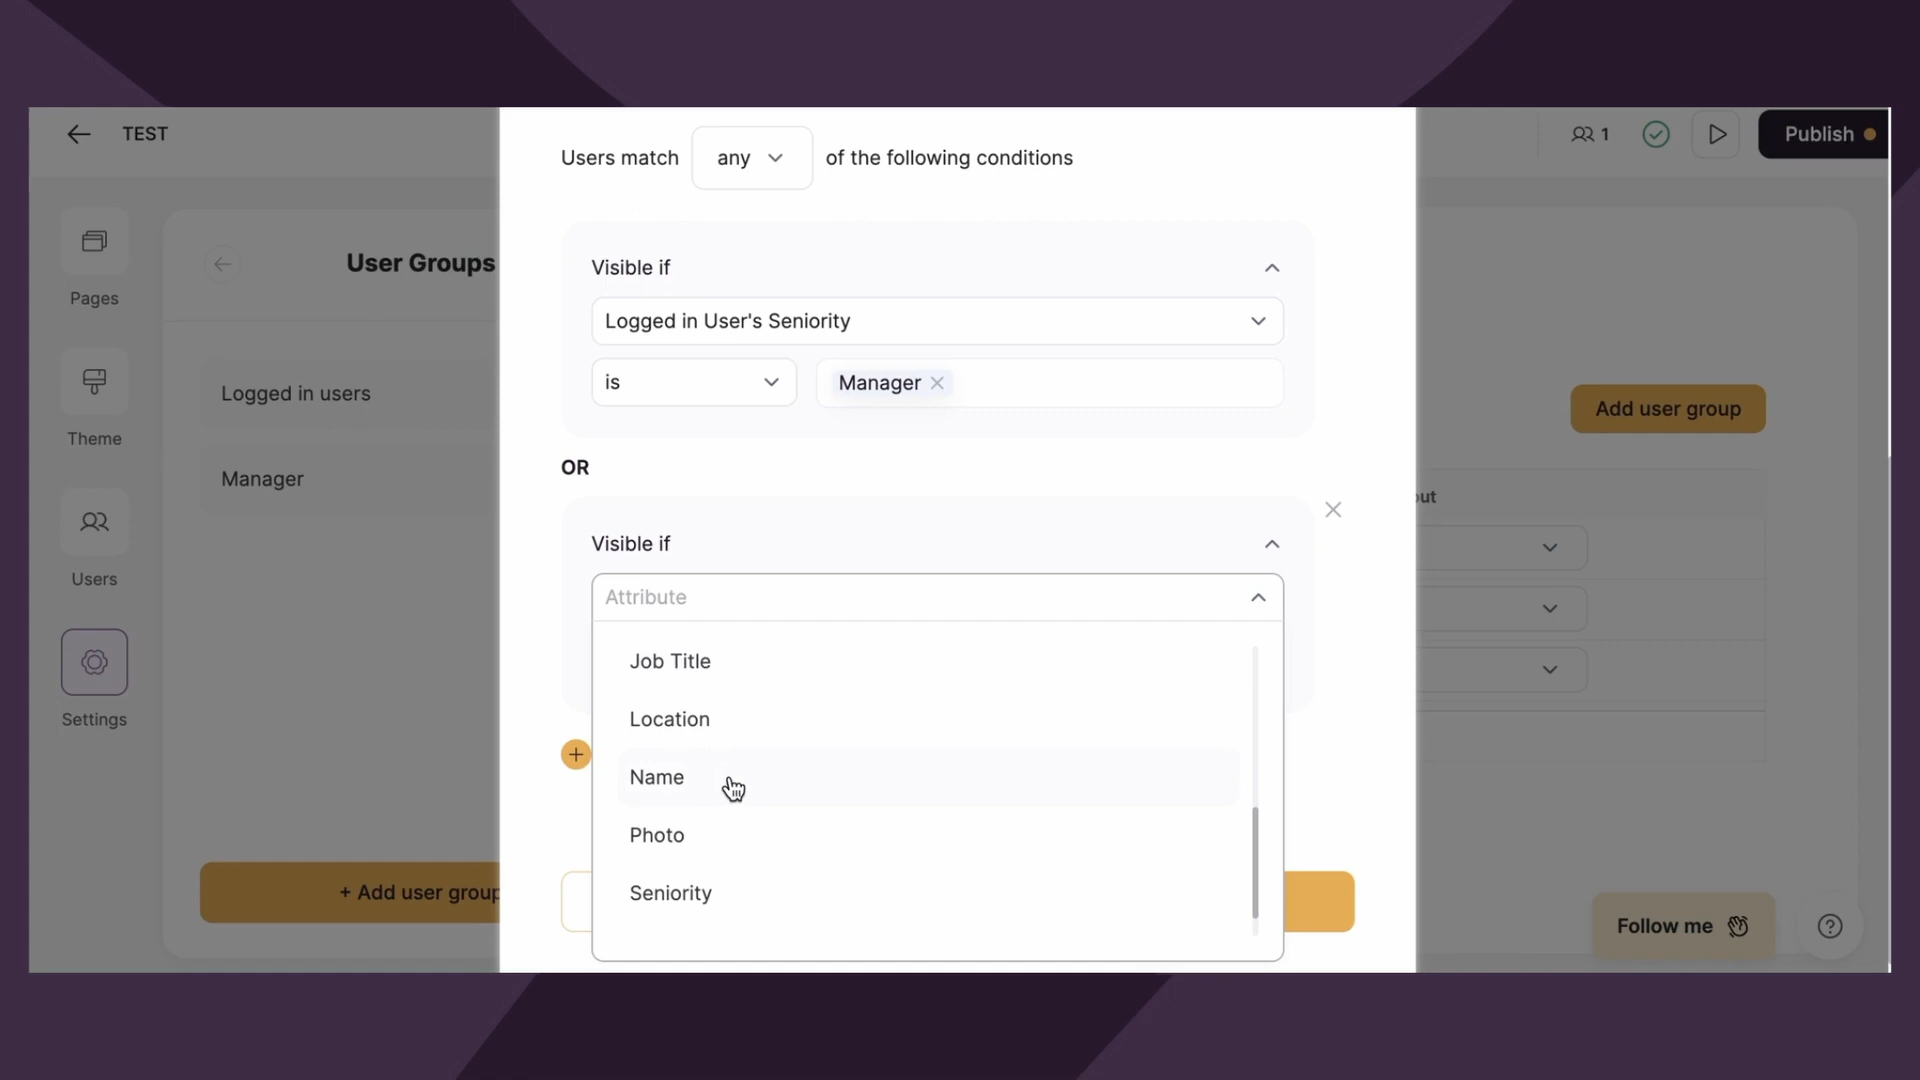 TEST
1
Publish
Users match any of the following conditions
Pages
Theme
Users
Settings
User Groups
Logged in users
Manager
+ Add user group
Visible if
Logged in User's Seniority
is
Manager
OR
Visible if
Attribute
Job Title
Location
Name
Photo
Seniority
Add user group
Follow me